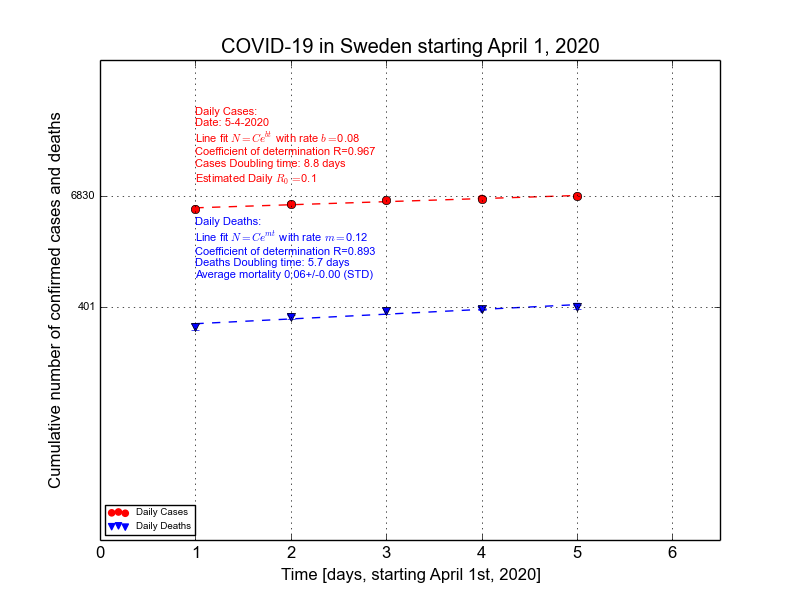 COVID-19 in Sweden starting April 1, 2020
Cumulative number of confirmed cases and deaths
6830
401
Daily Cases:
Date: 5-4-2020
Line fit N = Ce^{bt} with rate b = 0.08
Coefficient of determination R=0.967
Cases Doubling time: 8.8 days
Estimated Daily R_0 = 0.1
Daily Deaths:
Line fit N = Ce^{mt} with rate m = 0.12
Coefficient of determination R=0.893
Deaths Doubling time: 5.7 days
Average mortality 0.06+/-0.00 (STD)
Daily Cases
Daily Deaths
0 1 2 3 4 5 6
Time [days, starting April 1st, 2020]